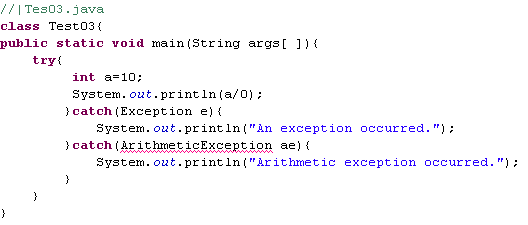 //|Tes03.java
class Test03{
public static void main(String args[ ]){
try{
int a=10;
System.out.println(a/0);
}catch(Exception e){
System.out.println("An exception occurred.");
}catch(ArithmeticException ae){
System.out.println("Arithmetic exception occurred.");
}
}
}